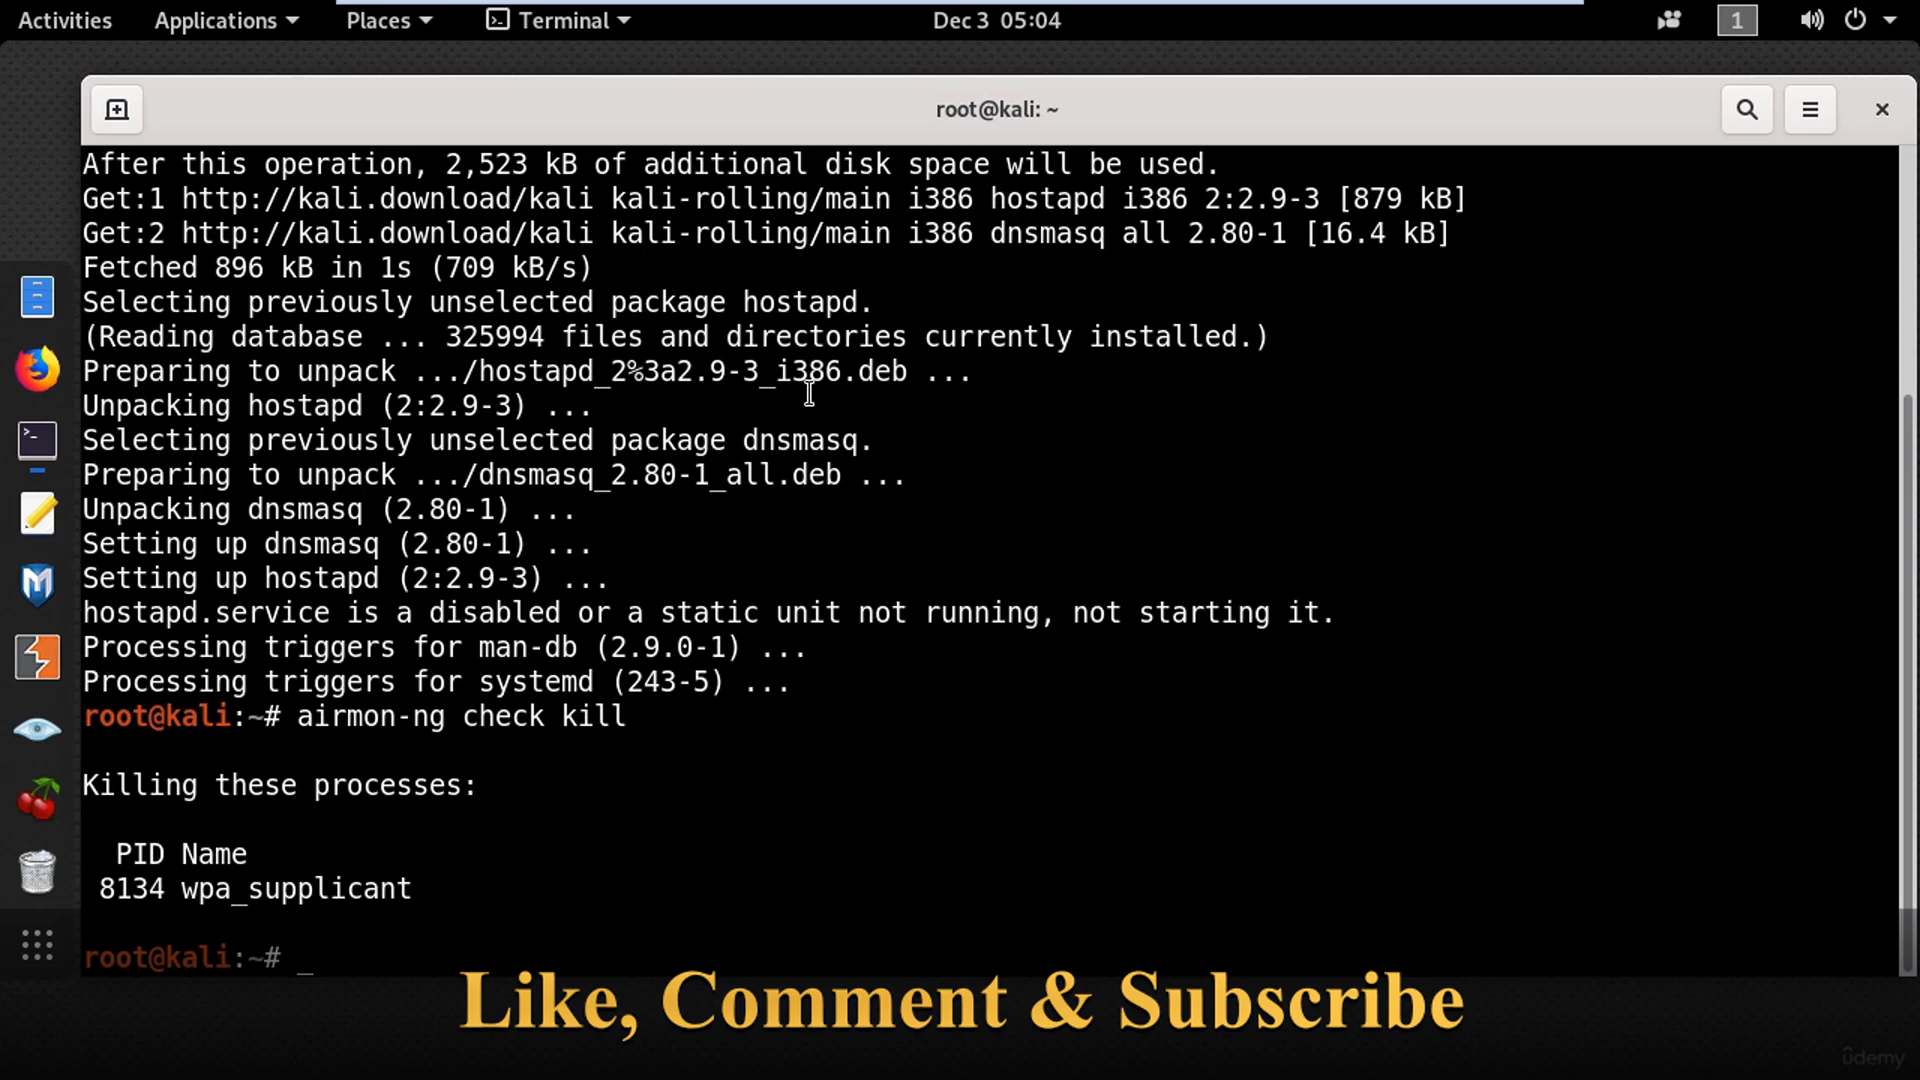 Activities Applications Places Terminal Dec 3 05:04 1
root@kali: ~
After this operation, 2,523 kB of additional disk space will be used.
Get:1 http://kali.download/kali kali-rolling/main i386 hostapd i386 2:2.9-3 [879 kB]
Get:2 http://kali.download/kali kali-rolling/main i386 dnsmasq all 2.80-1 [16.4 kB]
Fetched 896 kB in 1s (709 kB/s)
Selecting previously unselected package hostapd.
(Reading database ... 325994 files and directories currently installed.)
Preparing to unpack .../hostapd_2%3a2.9-3_i386.deb ...
Unpacking hostapd (2:2.9-3) ...
Selecting previously unselected package dnsmasq.
Preparing to unpack .../dnsmasq_2.80-1_all.deb ...
Unpacking dnsmasq (2.80-1) ...
Setting up dnsmasq (2.80-1) ...
Setting up hostapd (2:2.9-3) ...
hostapd.service is a disabled or a static unit not running, not starting it.
Processing triggers for man-db (2.9.0-1) ...
Processing triggers for systemd (243-5) ...
root@kali:~# airmon-ng check kill
Killing these processes:
PID Name
8134 wpa_supplicant
root@kali:~# _
Like, Comment & Subscribe
ûdemy